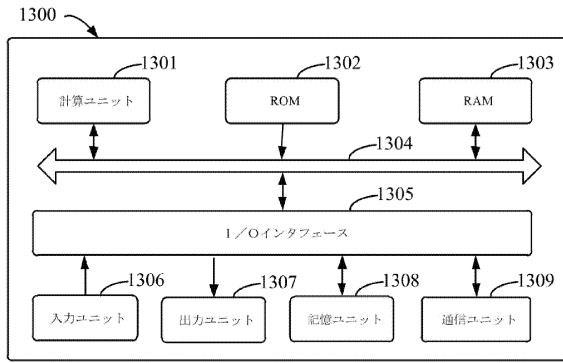 1300
1301
1302
1303
計算ユニット
ROM
RAM
1304
1305
I/Oインタフェース
1306
1307
1308
1309
入力ユニット
出力ユニット
記憶ユニット
通信ユニット